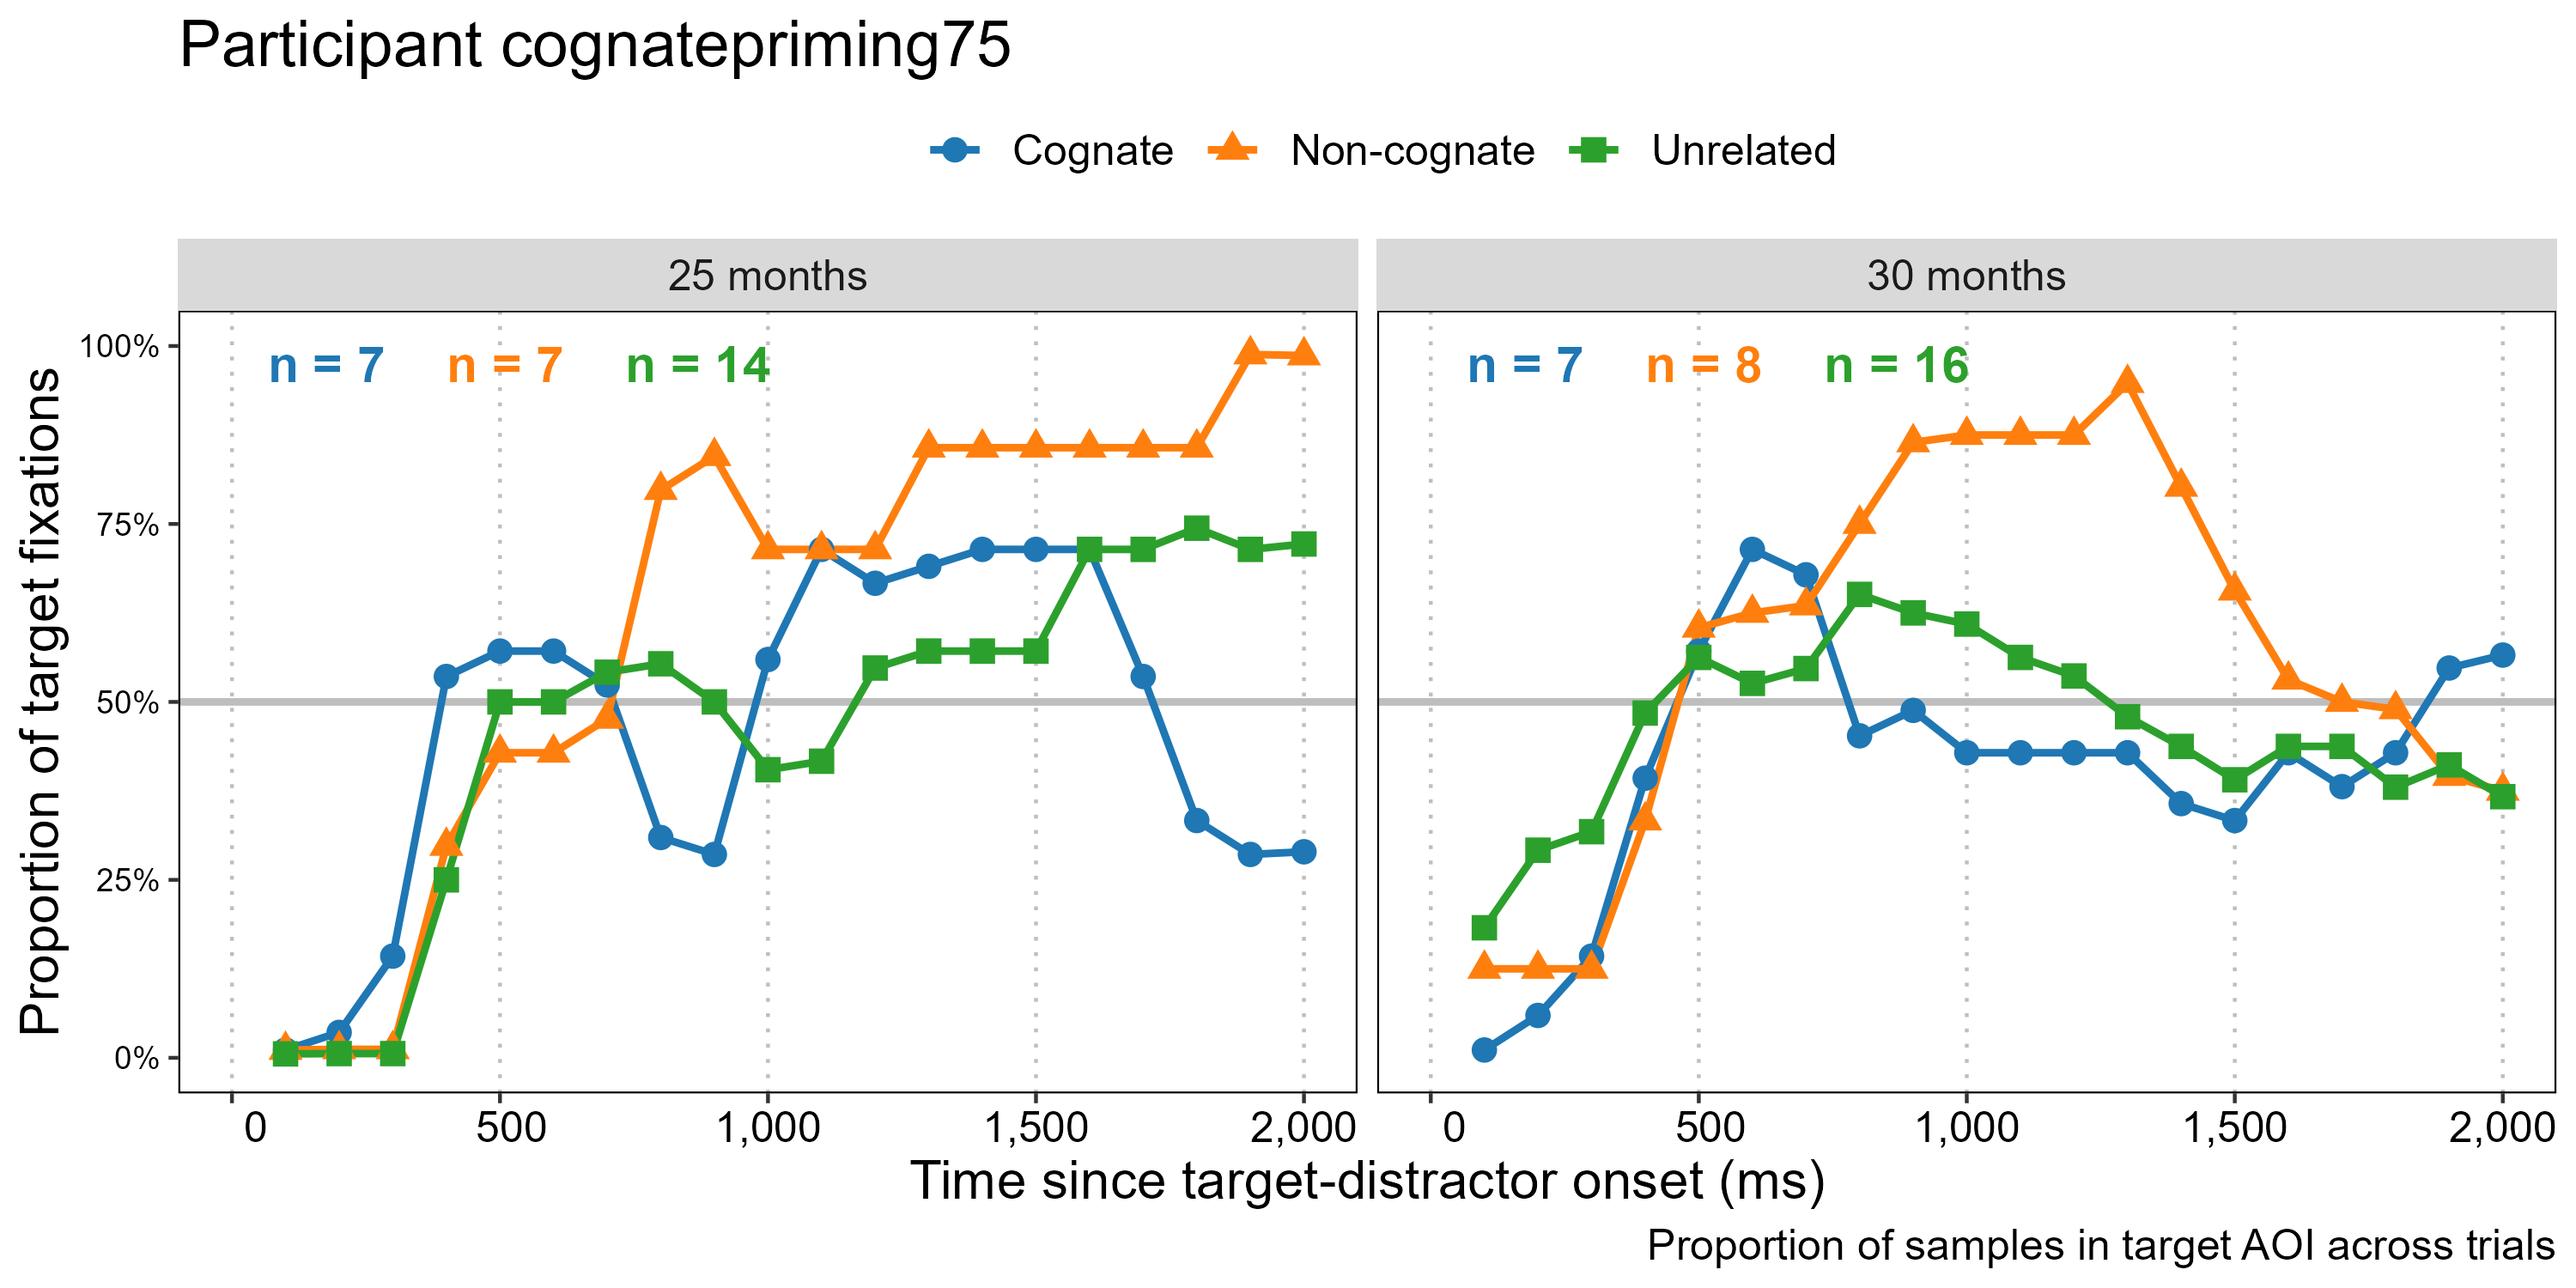 Participant cognatepriming75
Cognate Non-cognate Unrelated
25 months
30 months
n = 7 n = 7 n = 14
n = 7 n = 8 n = 16
100%
75%
50%
25%
0%
Proportion of target fixations
0 500 1,000 1,500 2,000
0 500 1,000 1,500 2,000
Time since target-distractor onset (ms)
Proportion of samples in target AOI across trials